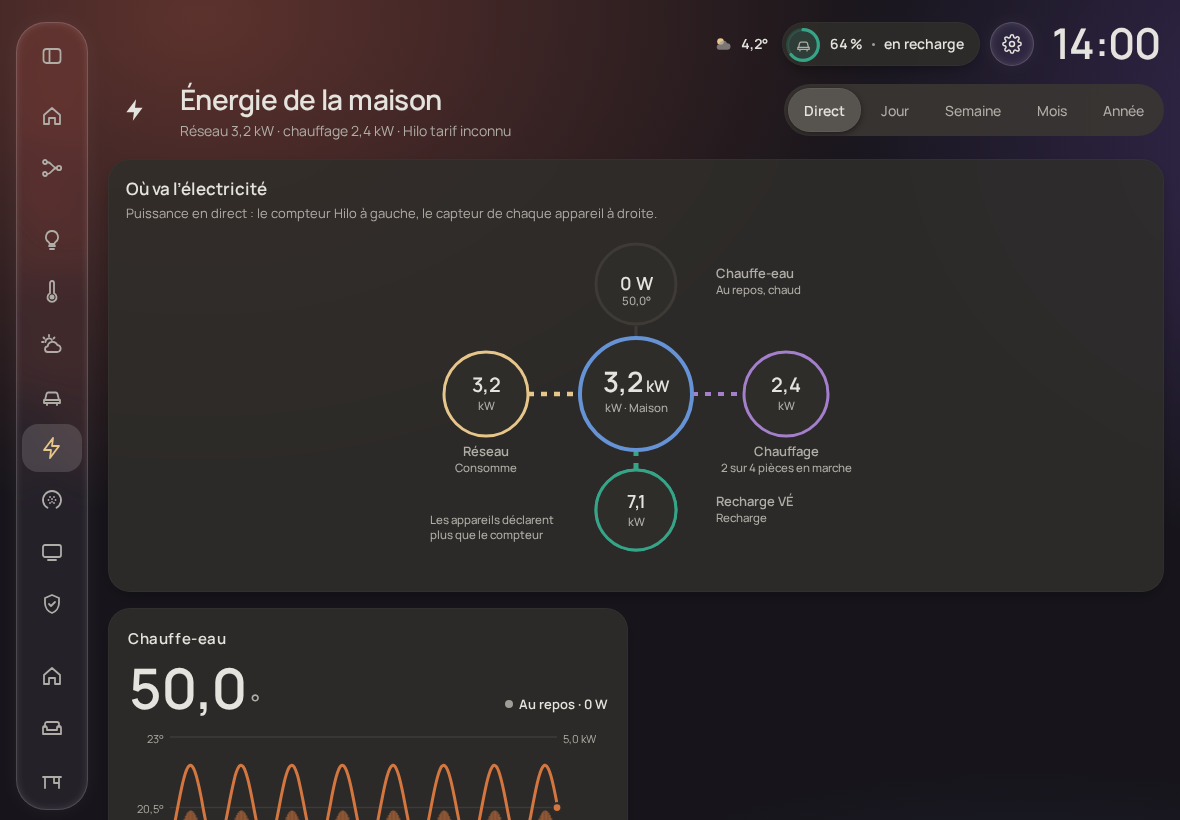 4,2°
64 % · en recharge
14:00
Énergie de la maison
Réseau 3,2 kW · chauffage 2,4 kW · Hilo tarif inconnu
Direct
Jour
Semaine
Mois
Année
Où va l'électricité
Puissance en direct : le compteur Hilo à gauche, le capteur de chaque appareil à droite.
0 W
50,0°
Chauffe-eau
Au repos, chaud
3,2
kW
3,2 kW
kW · Maison
2,4
kW
Réseau
Consomme
Chauffage
2 sur 4 pièces en marche
7,1
kW
Recharge VÉ
Recharge
Les appareils déclarent
plus que le compteur
Chauffe-eau
50,0°
Au repos · 0 W
23°
5,0 kW
20,5°